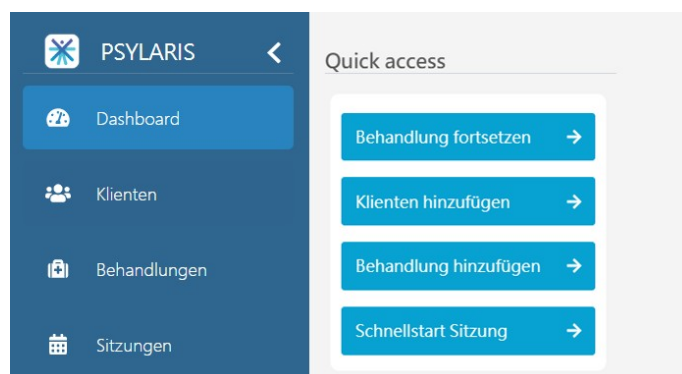 PSYLARIS
Dashboard
Klienten
Behandlungen
Sitzungen
Quick access
Behandlung fortsetzen
Klienten hinzufügen
Behandlung hinzufügen
Schnellstart Sitzung